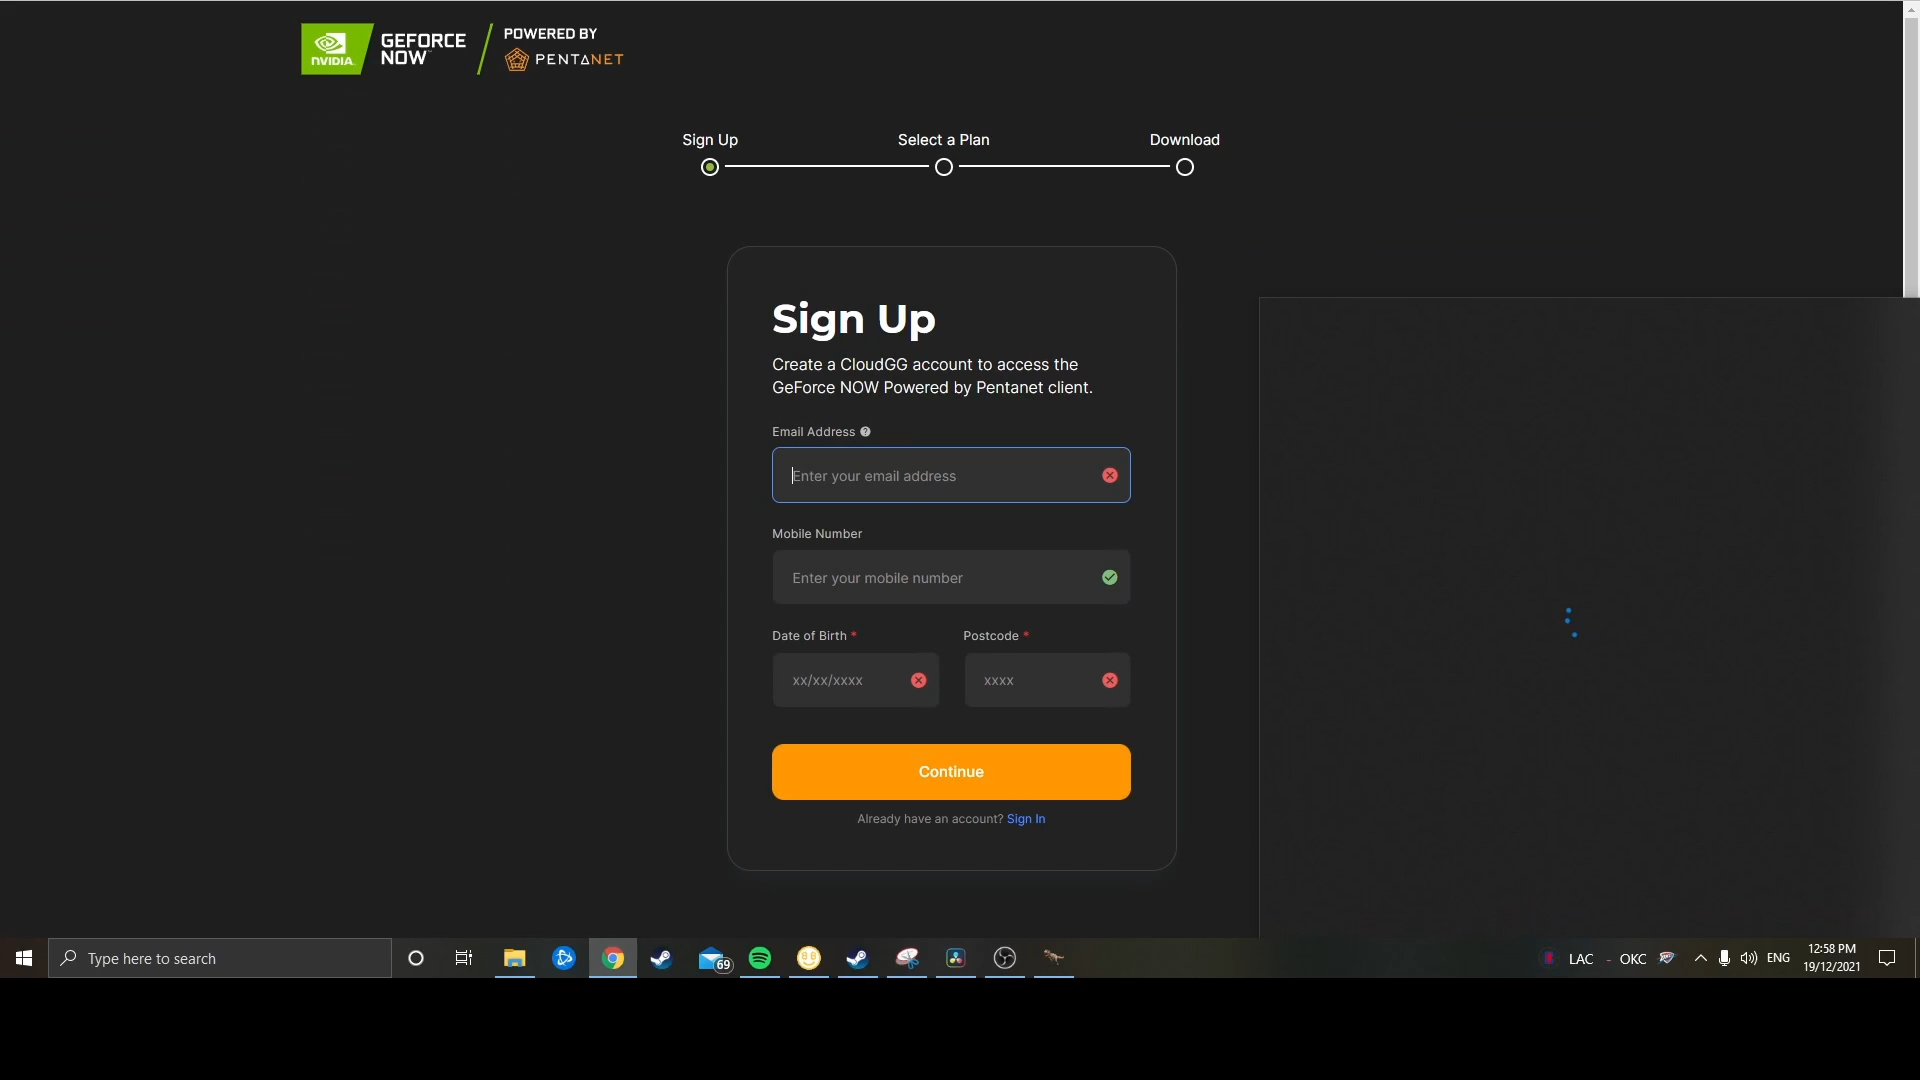 NVIDIA.
GEFORCE
NOW
POWERED BY
PENTANET
Sign Up
Select a Plan
Download
Sign Up
Create a CloudGG account to access the
GeForce NOW Powered by Pentanet client.
Email Address
Enter your email address
Mobile Number
Enter your mobile number
Date of Birth *
Postcode *
xx/xx/xxxx
xxxx
Continue
Already have an account? Sign In
Type here to search
69
LAC - OKC
ENG
12:58 PM
19/12/2021